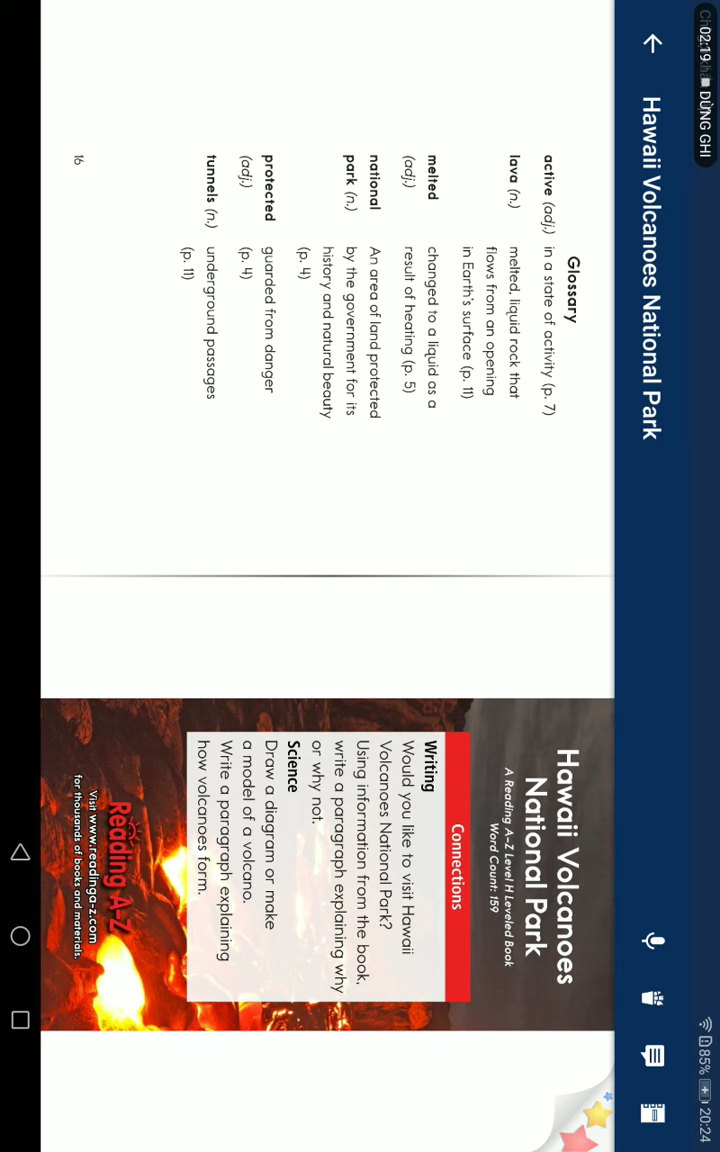 02:19 ■ DỪNG GHI
85% 20:24
Hawaii Volcanoes National Park
Glossary
active (adj.) in a state of activity (p. 7)
lava (n.) melted, liquid rock that
flows from an opening
in Earth's surface (p. 11)
melted changed to a liquid as a
(adj.) result of heating (p. 5)
national An area of land protected
park (n.) by the government for its
history and natural beauty
(p. 4)
protected guarded from danger
(adj.) (p. 4)
tunnels (n.) underground passages
(p. 11)
16
Hawaii Volcanoes
National Park
A Reading A–Z Level H Leveled Book
Word Count: 159
Connections
Writing
Would you like to visit Hawaii
Volcanoes National Park?
Using information from the book,
write a paragraph explaining why
or why not.
Science
Draw a diagram or make
a model of a volcano.
Write a paragraph explaining
how volcanoes form.
Reading A-Z
Visit www.readinga-z.com
for thousands of books and materials.